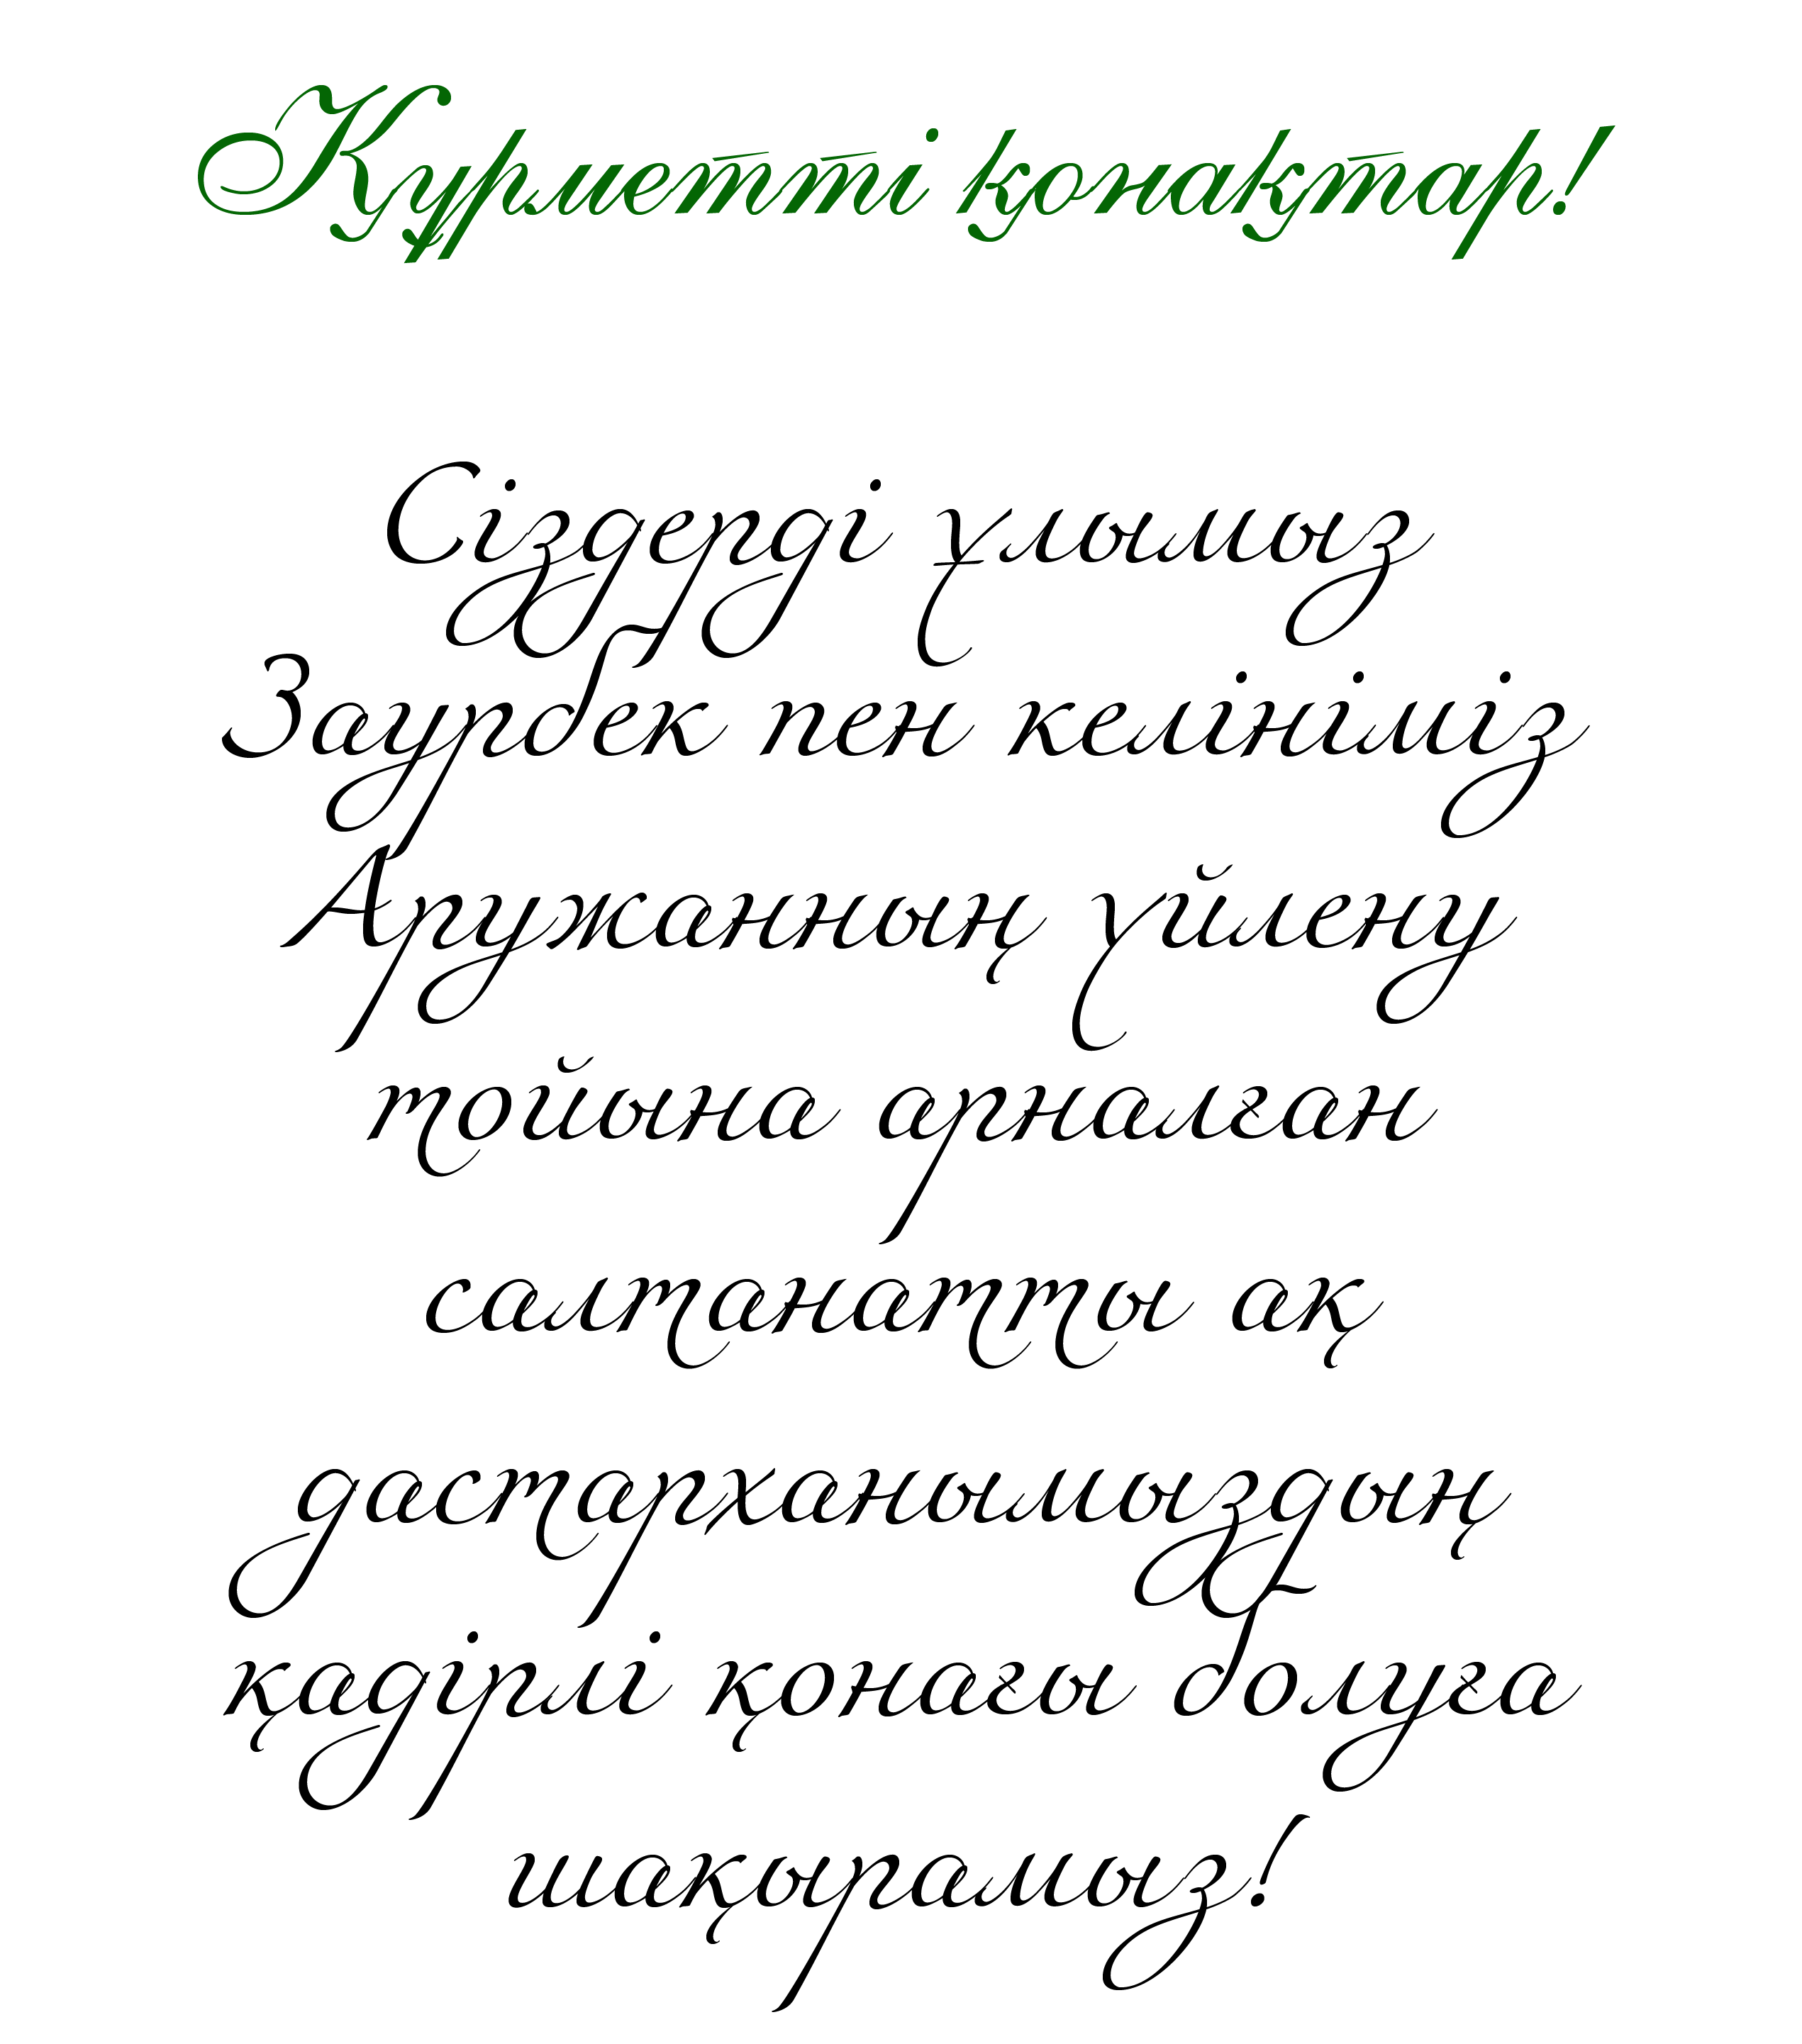 Құрметті қонақтар!
Сіздерді ұлымыз
Заурбек пен келініміз
Аружанның үйлену
тойына арналған
салтанатты ақ
дастарханымыздың
қадірлі қонағы болуға
шақырамыз!